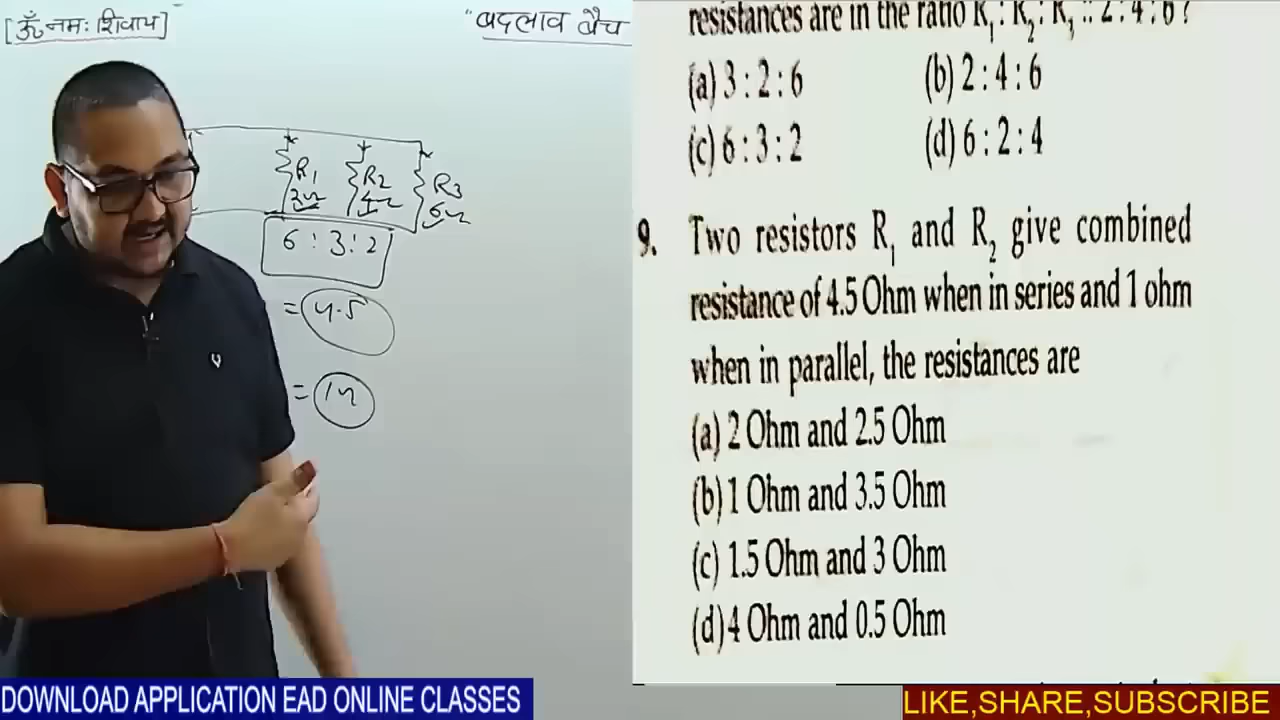 [ॐ नमः शिवाय]
"बदलाव बैच
R1 R2 R3
2Ω 4Ω 6Ω
6 : 3 : 2
= 4.5
= 1Ω
resistances are in the ratio R1 : R2 : R3 :: 2 : 4 : 6 ?
(a) 3 : 2 : 6 (b) 2 : 4 : 6
(c) 6 : 3 : 2 (d) 6 : 2 : 4
9. Two resistors R1 and R2 give combined
resistance of 4.5 Ohm when in series and 1 ohm
when in parallel, the resistances are
(a) 2 Ohm and 2.5 Ohm
(b) 1 Ohm and 3.5 Ohm
(c) 1.5 Ohm and 3 Ohm
(d) 4 Ohm and 0.5 Ohm
DOWNLOAD APPLICATION EAD ONLINE CLASSES
LIKE,SHARE,SUBSCRIBE